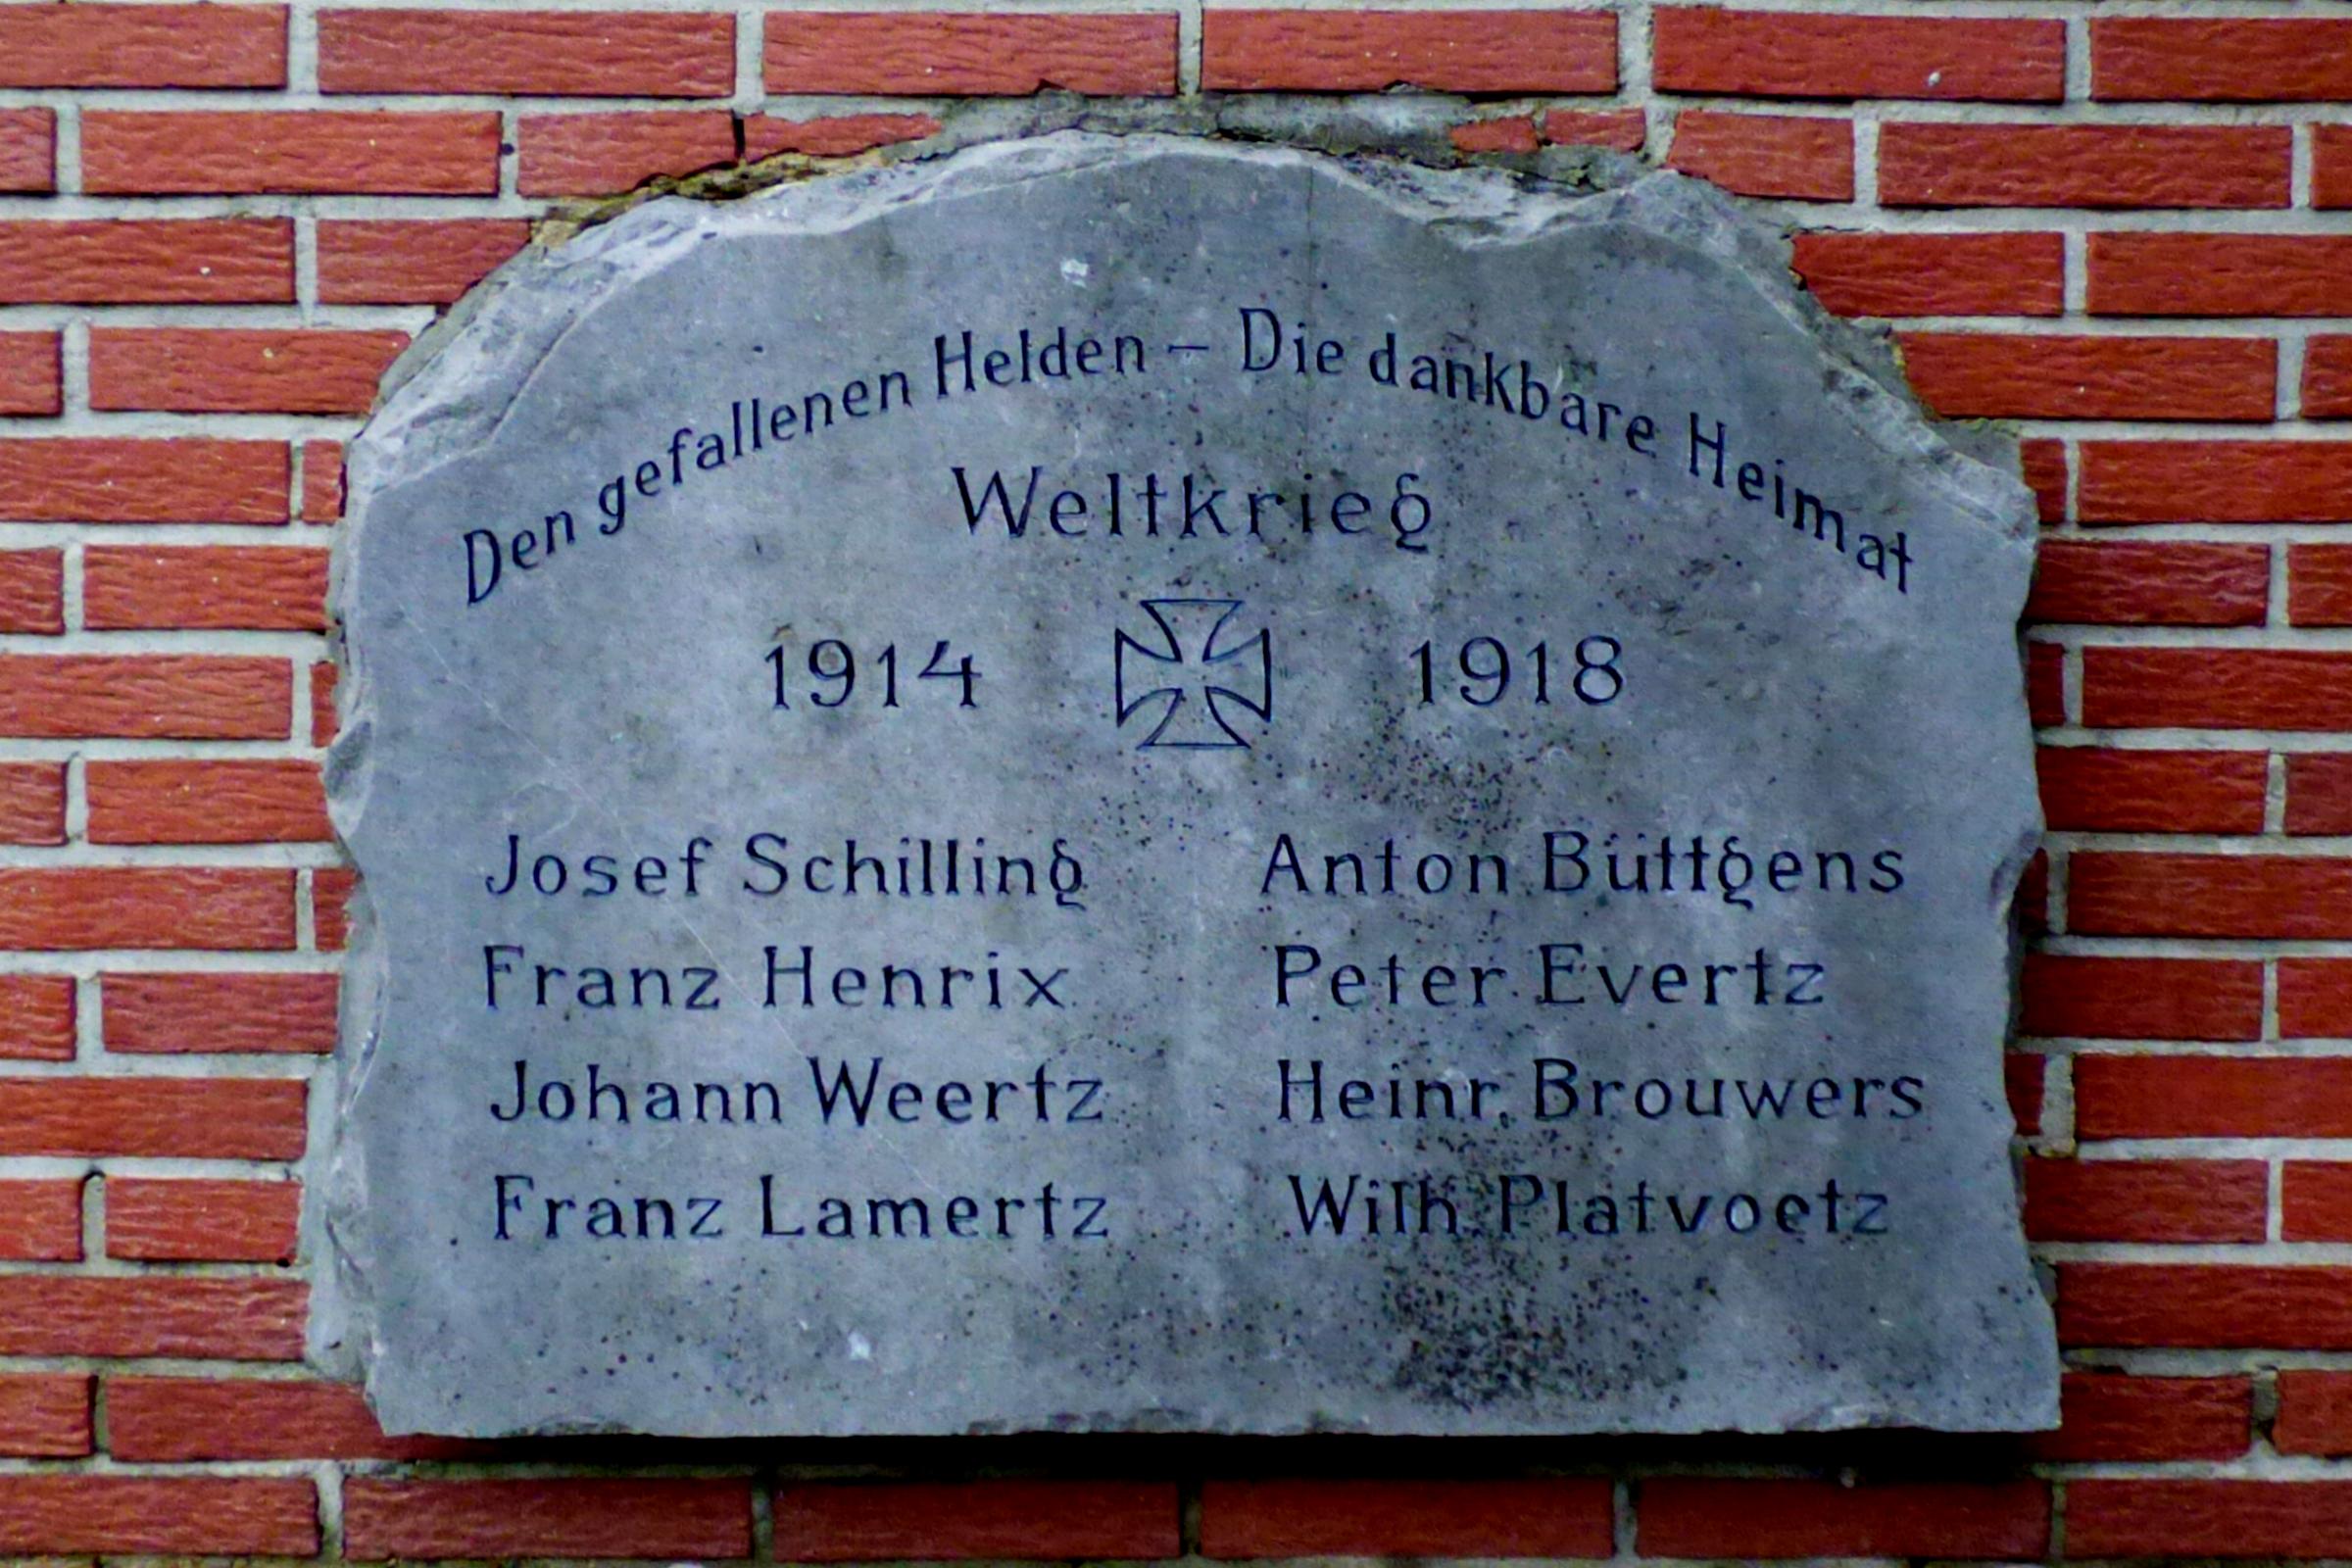 Den gefallenen Helden – Die dankbare Heimat
Weltkrieg
1914 1918
Josef Schilling Anton Büttgens
Franz Henrix Peter Evertz
Johann Weertz Heinr. Brouwers
Franz Lamertz Wilh. Platvoetz